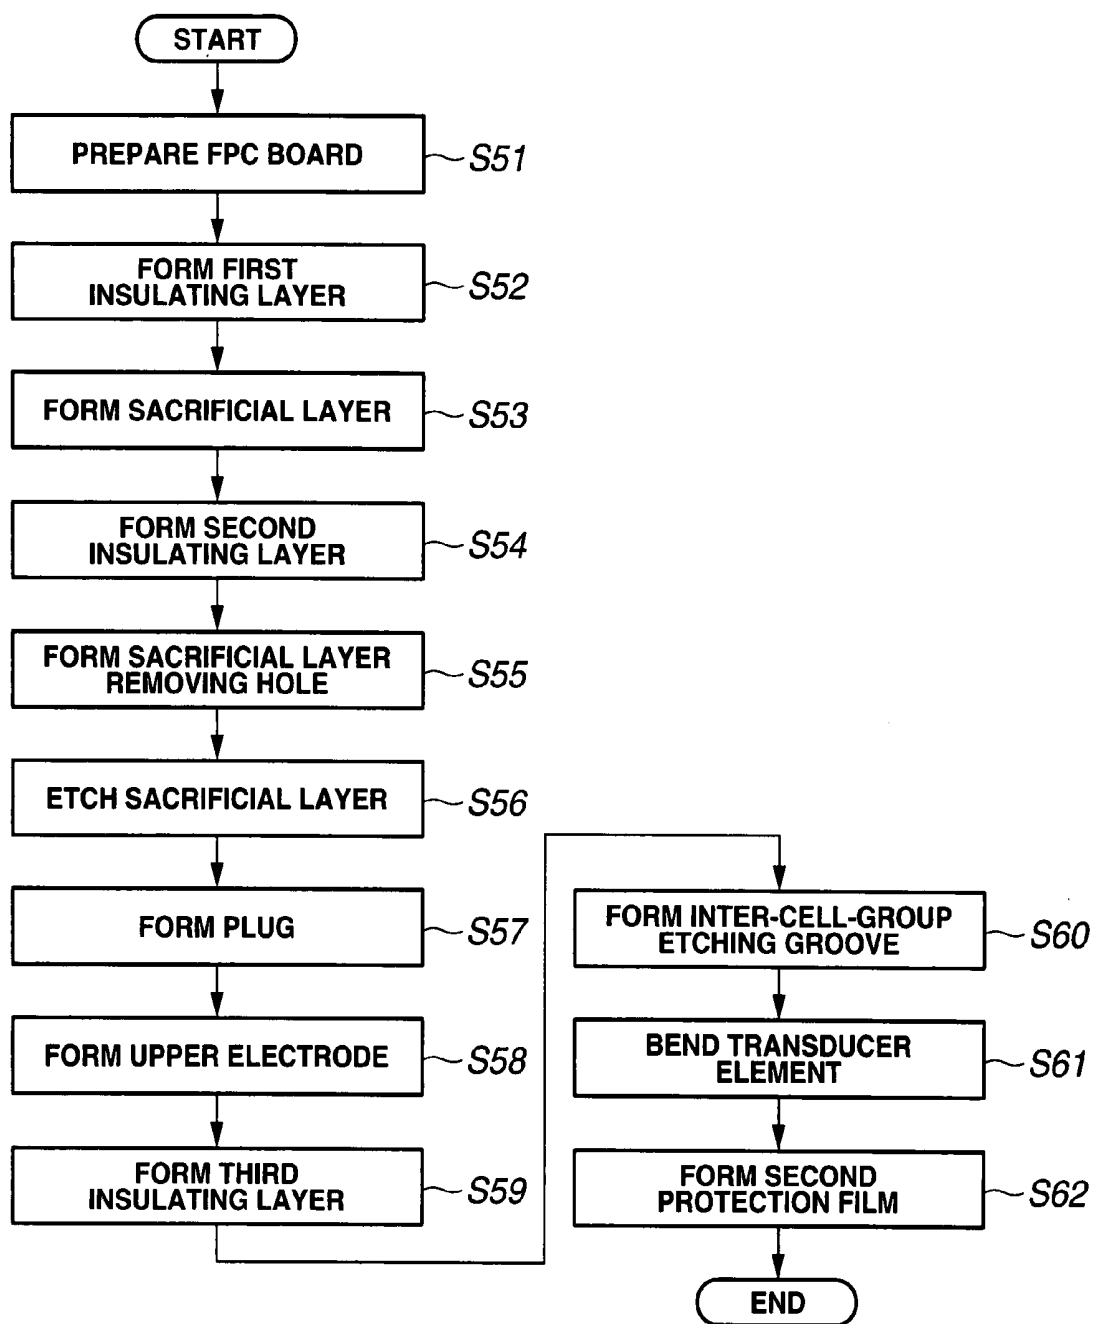 START
PREPARE FPC BOARD
S51
FORM FIRST
INSULATING LAYER
S52
FORM SACRIFICIAL LAYER
S53
FORM SECOND
INSULATING LAYER
S54
FORM SACRIFICIAL LAYER
REMOVING HOLE
S55
ETCH SACRIFICIAL LAYER
S56
FORM PLUG
S57
FORM UPPER ELECTRODE
S58
FORM THIRD
INSULATING LAYER
S59
FORM INTER-CELL-GROUP
ETCHING GROOVE
S60
BEND TRANSDUCER
ELEMENT
S61
FORM SECOND
PROTECTION FILM
S62
END